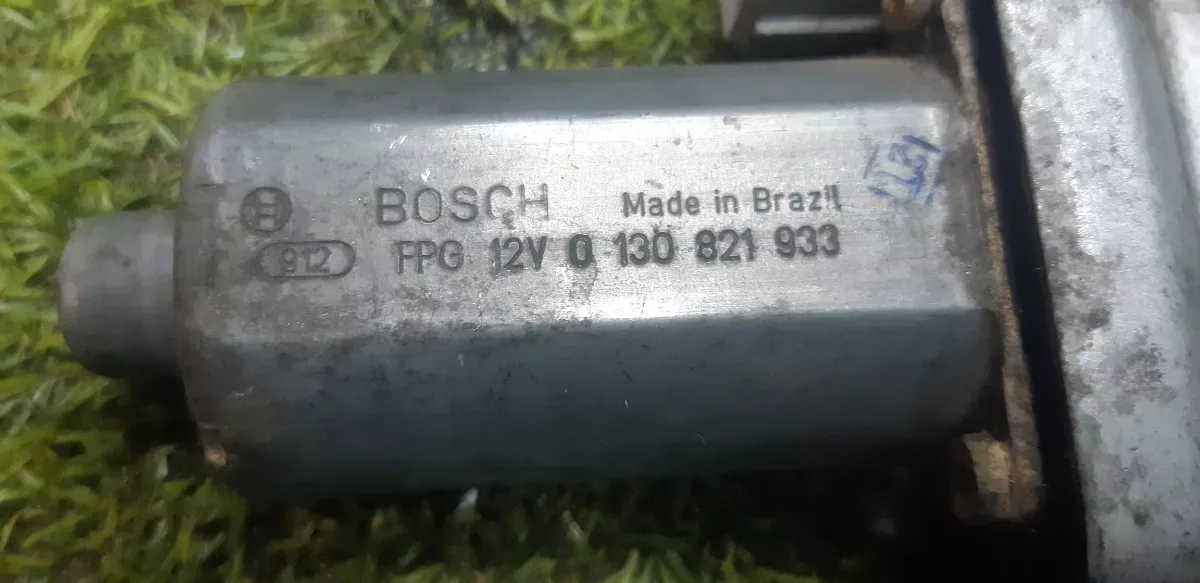 BOSCH Made in Brazil
912 FPG 12V 0 130 821 933